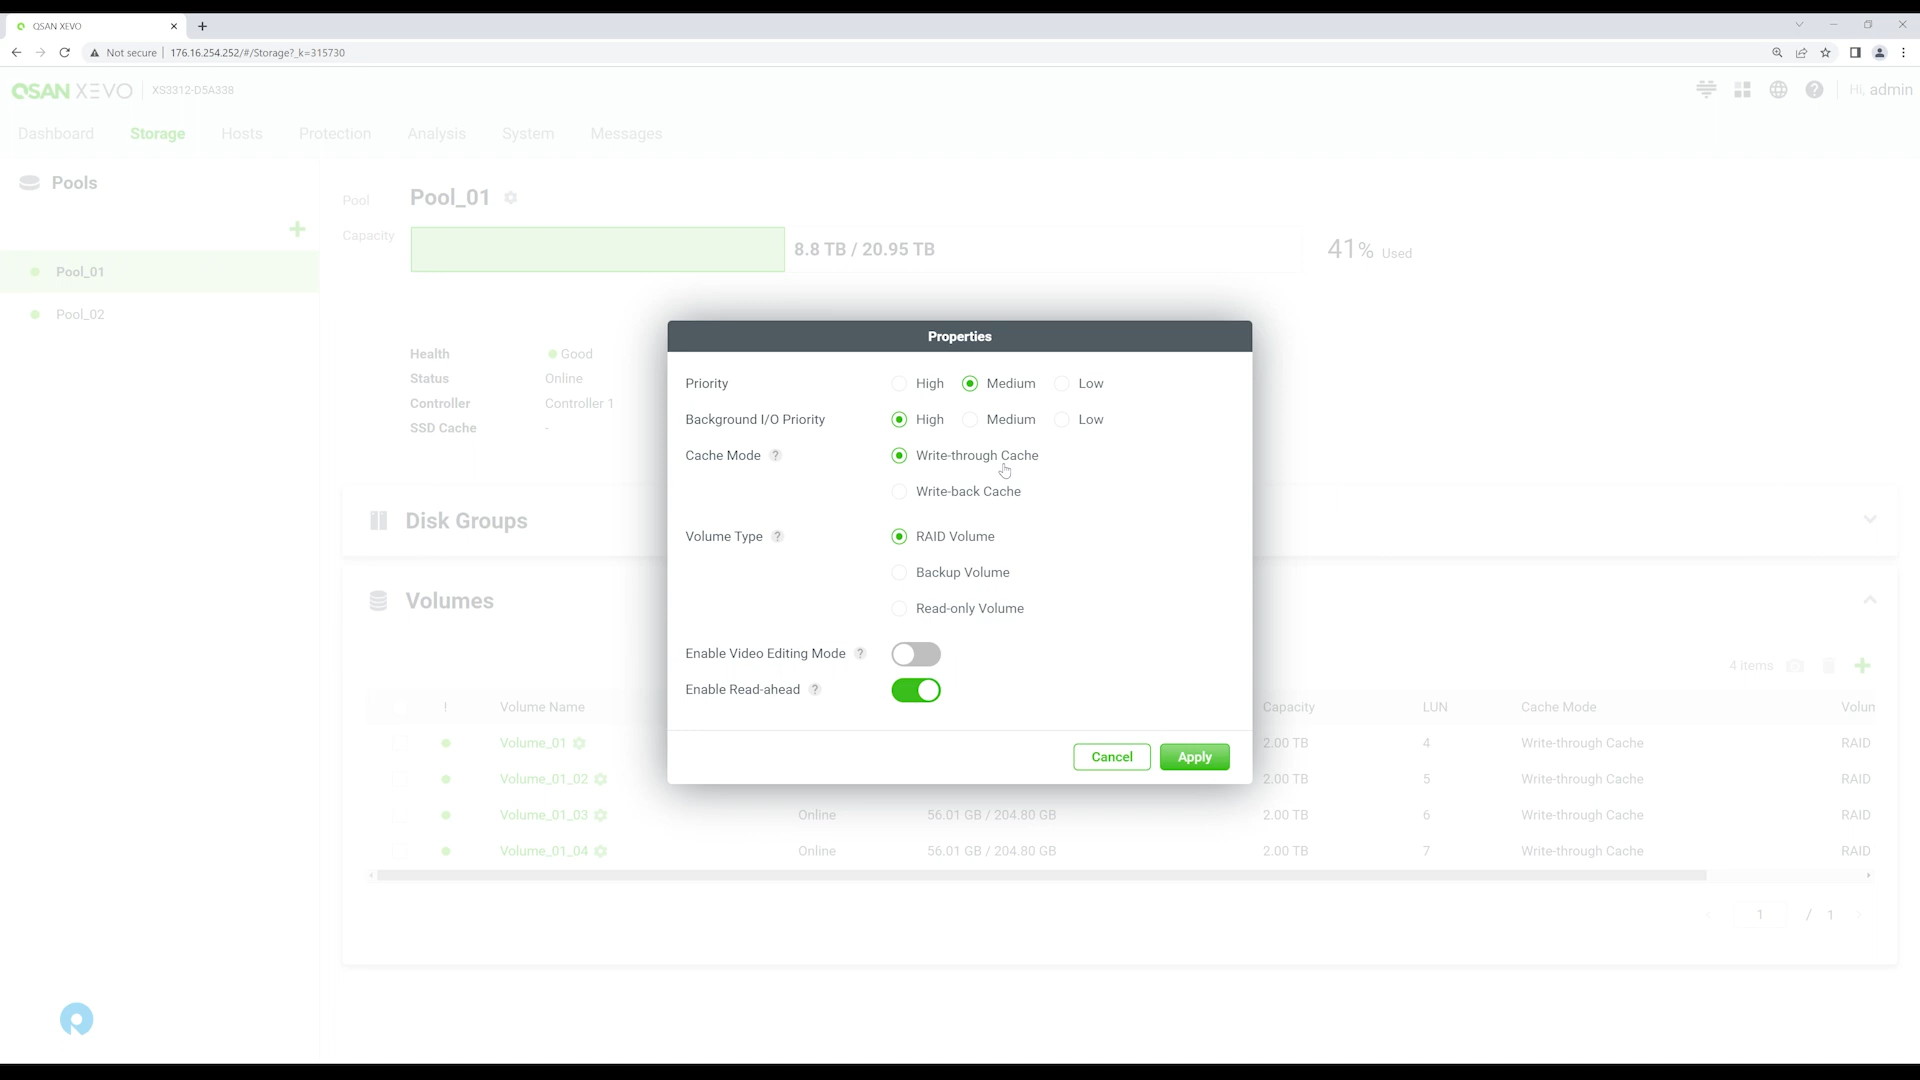 QSAN XEVO
Not secure 176.16.254.252/#/Storage?_k=315730
QSAN XEVO XS3312-D5A338
Hi, admin
Dashboard Storage Hosts Protection Analysis System Messages
Pools
Pool_01
Pool_02
Pool Pool_01
Capacity 8.8 TB / 20.95 TB 41% Used
Health Good
Status Online
Controller Controller 1
SSD Cache -
Disk Groups
Volumes
4 items
! Volume Name Capacity LUN Cache Mode Volun
Volume_01 2.00 TB 4 Write-through Cache RAID
Volume_01_02 2.00 TB 5 Write-through Cache RAID
Volume_01_03 Online 56.01 GB / 204.80 GB 2.00 TB 6 Write-through Cache RAID
Volume_01_04 Online 56.01 GB / 204.80 GB 2.00 TB 7 Write-through Cache RAID
1 / 1
Properties
Priority High Medium Low
Background I/O Priority High Medium Low
Cache Mode ? Write-through Cache
Write-back Cache
Volume Type ? RAID Volume
Backup Volume
Read-only Volume
Enable Video Editing Mode ?
Enable Read-ahead ?
Cancel Apply